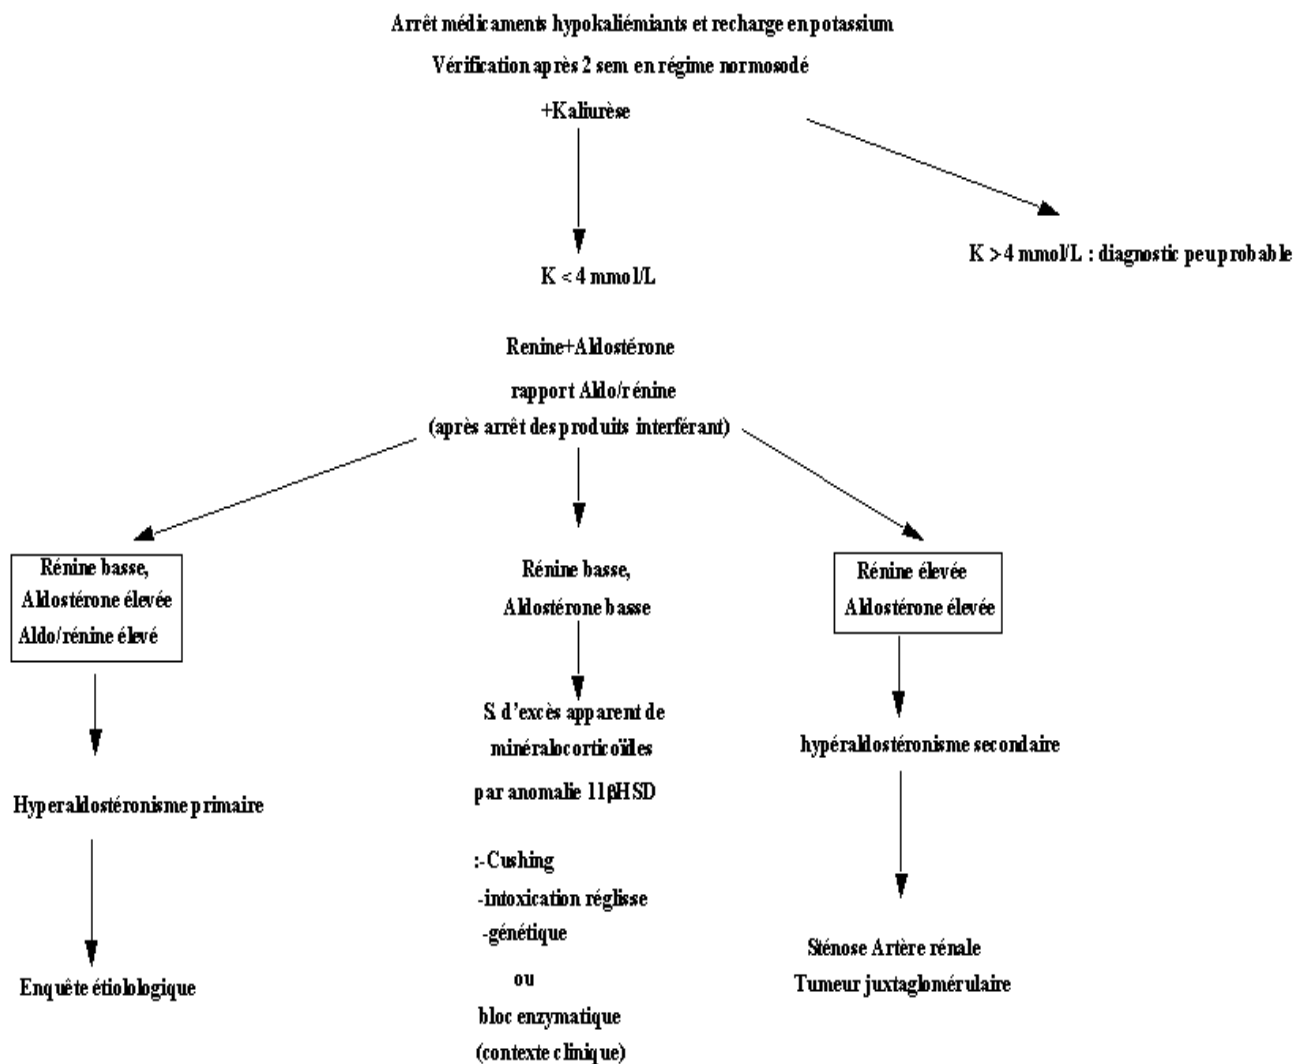 Arrêt médicaments hypokaliémiants et recharge en potassium
Vérification après 2 sem en régime normosodé
+Kaliurèse
K >4 mmol/L : diagnostic peu probable
K < 4 mmol/L
Renine+Aldostérone
rapport Aldo/rénine
(après arrêt des produits interférant)
Rénine basse,
Aldostérone élevée
Aldo/rénine élevé
Rénine basse,
Aldostérone basse
Rénine élevée
Aldostérone élevée
S. d'excès apparent de
minéralocorticoïdes
par anomalie 11βHSD
:-Cushing
-intoxication réglisse
-génétique
ou
bloc enzymatique
(contexte clinique)
hypéraldostéronisme secondaire
Hyperaldostéronisme primaire
Enquête étiolologique
Sténose Artère rénale
Tumeur juxtaglomérulaire